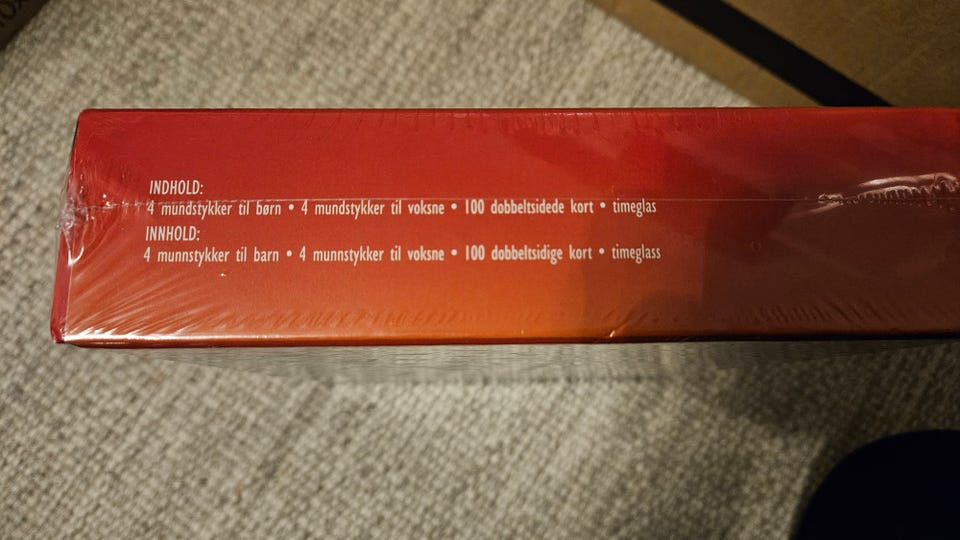 INDHOLD:
4 mundstykker til børn • 4 mundstykker til voksne • 100 dobbeltsidede kort • timeglas
INNHOLD:
4 munnstykker til barn • 4 munnstykker til voksne • 100 dobbeltsidige kort • timeglass